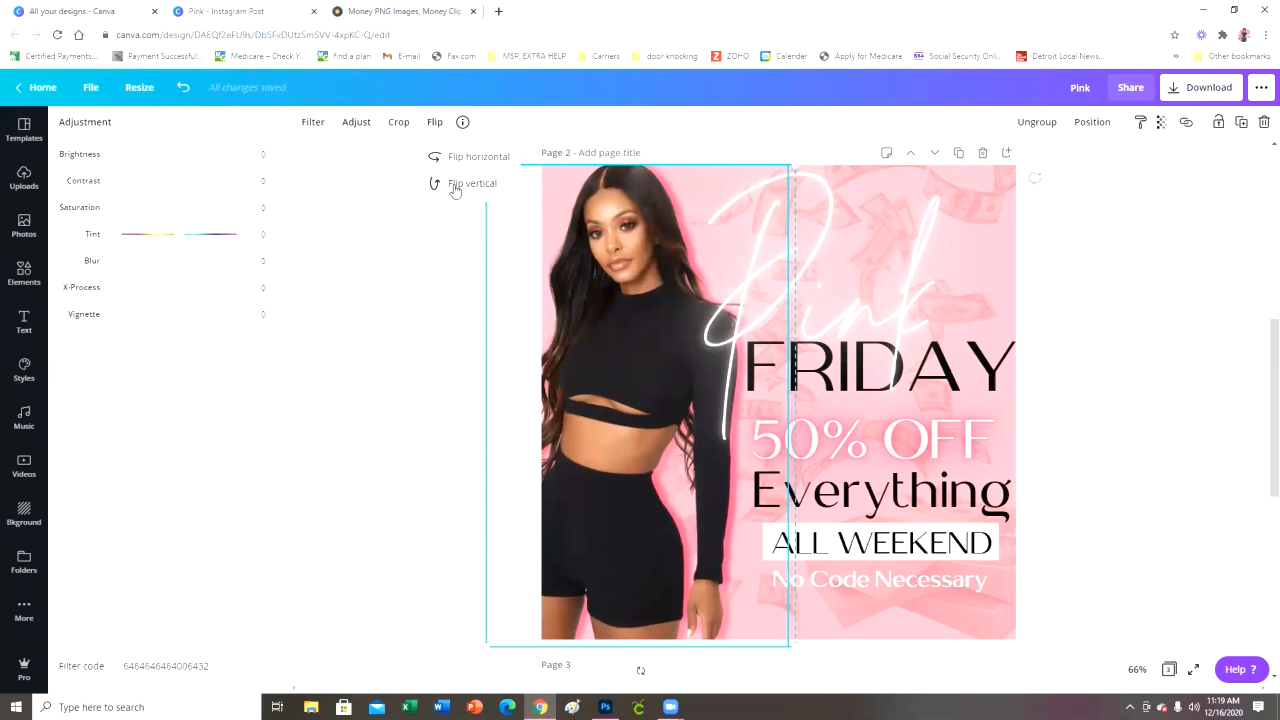 All your designs - Canva
Pink - Instagram Post
Money PNG Images, Money Clip
canva.com/design/DAEQf2eFU9s/DbSFvDUtzSmSVV-4xpKC-Q/edit
Certified Payments...
Payment Successful...
Medicare – Check Y...
find a plan
E-mail
Fax.com
MSP: EXTRA HELP
Carriers
door knocking
ZOHO
Calender
Apply for Medicare
Social Security Onli...
Detroit Local News...
Other bookmarks
Home
File
Resize
All changes saved
Pink
Share
Download
Adjustment
Filter
Adjust
Crop
Flip
Ungroup
Position
Templates
Uploads
Photos
Elements
Text
Styles
Music
Videos
Bkground
Folders
More
Pro
Brightness 0
Contrast 0
Saturation 0
Tint 0
Blur 0
X-Process 0
Vignette 0
Filter code 6464646464006432
Flip horizontal
Flip vertical
Page 2 - Add page title
Pink
FRIDAY
50% OFF
Everything
ALL WEEKEND
No Code Necessary
Page 3
66%
3
Help ?
Type here to search
11:19 AM
12/16/2020